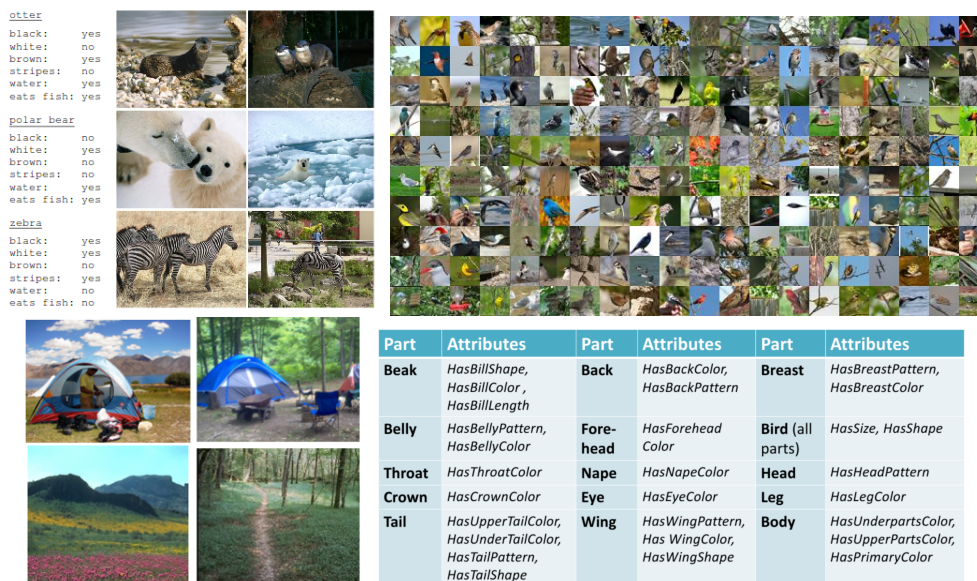 otter
black: yes
white: no
brown: yes
stripes: no
water: yes
eats fish: yes
polar bear
black: no
white: yes
brown: no
stripes: no
water: yes
eats fish: yes
zebra
black: yes
white: yes
brown: no
stripes: yes
water: no
eats fish: no
Part Attributes Part Attributes Part Attributes
Beak HasBillShape, HasBillColor , HasBillLength
Back HasBackColor, HasBackPattern
Breast HasBreastPattern, HasBreastColor
Belly HasBellyPattern, HasBellyColor
Fore-head HasForehead Color
Bird (all parts) HasSize, HasShape
Throat HasThroatColor
Nape HasNapeColor
Head HasHeadPattern
Crown HasCrownColor
Eye HasEyeColor
Leg HasLegColor
Tail HasUpperTailColor, HasUnderTailColor, HasTailPattern, HasTailShape
Wing HasWingPattern, Has WingColor, HasWingShape
Body HasUnderpartsColor, HasUpperPartsColor, HasPrimaryColor